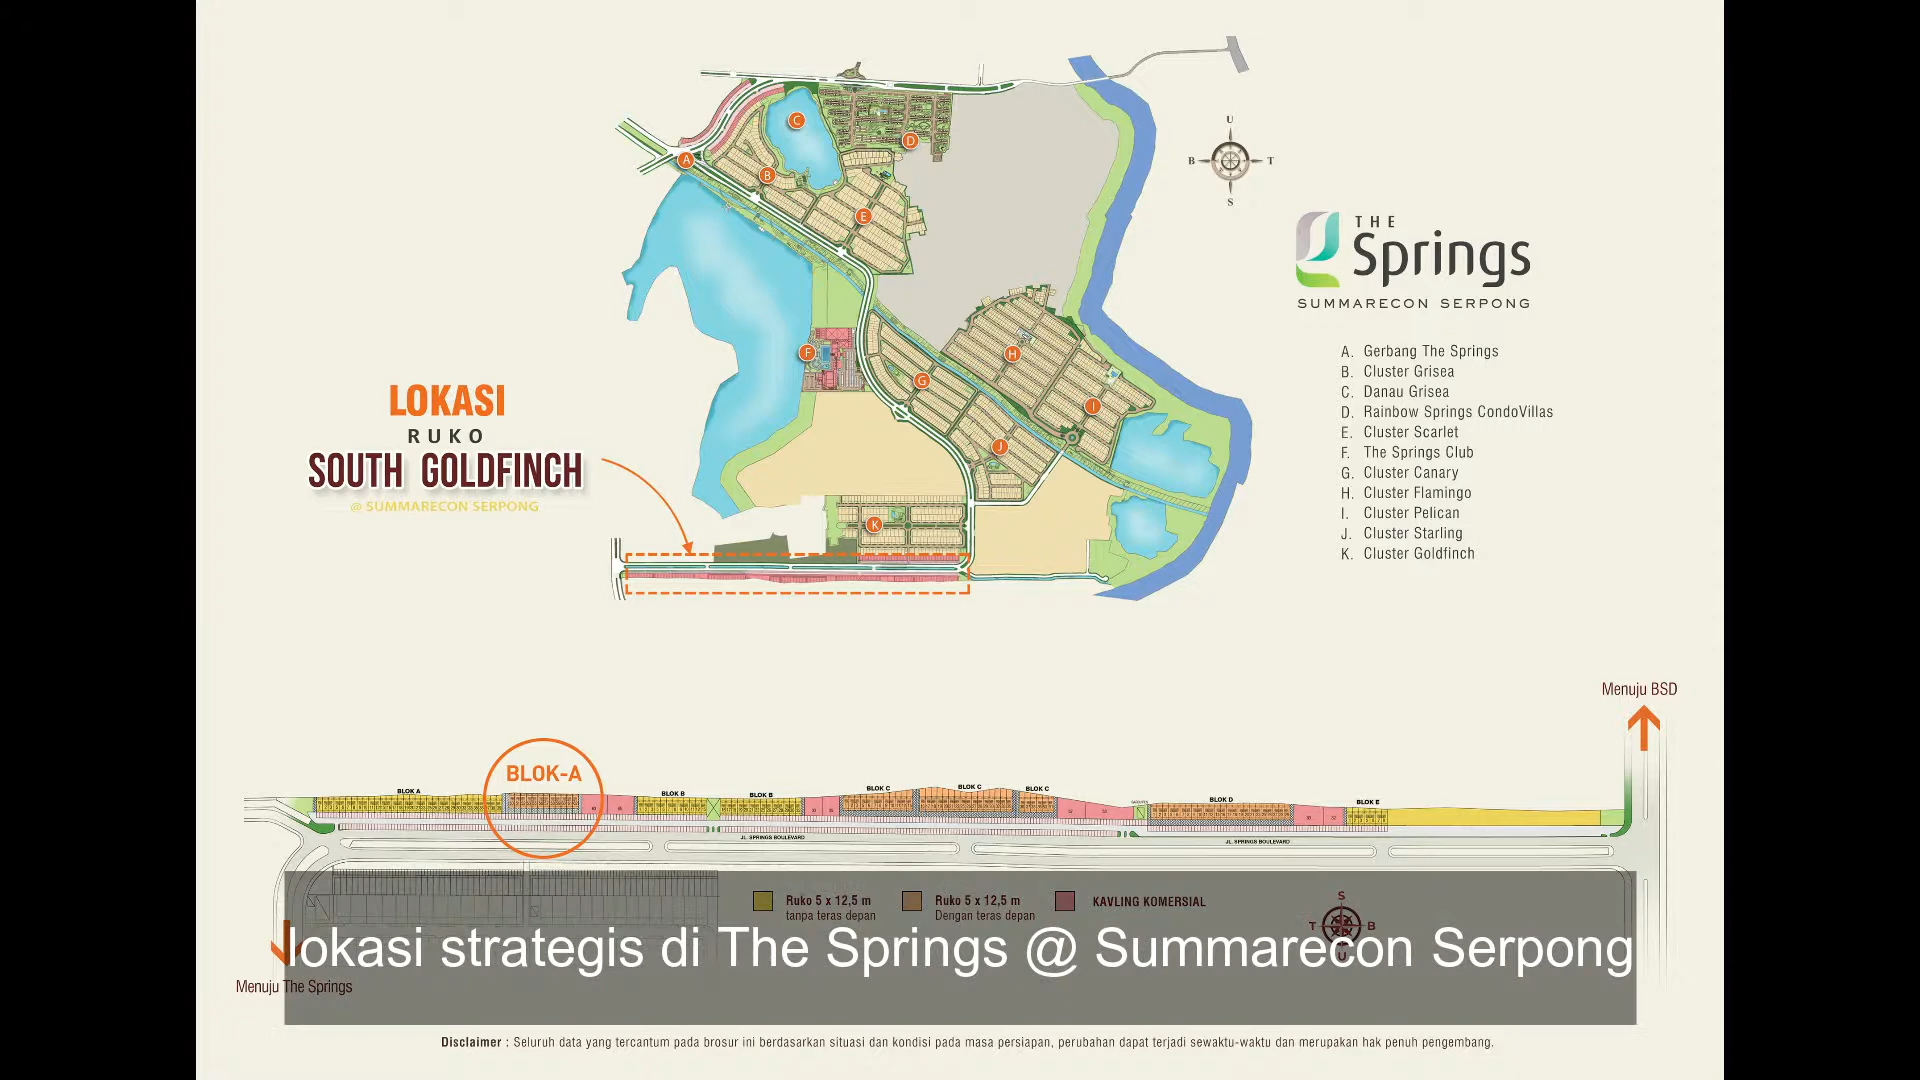 U
B
T
S
C
D
A
B
E
F
H
G
I
J
K
THE
Springs
SUMMARECON SERPONG
A. Gerbang The Springs
B. Cluster Grisea
C. Danau Grisea
D. Rainbow Springs CondoVillas
E. Cluster Scarlet
F. The Springs Club
G. Cluster Canary
H. Cluster Flamingo
I. Cluster Pelican
J. Cluster Starling
K. Cluster Goldfinch
LOKASI
RUKO
SOUTH GOLDFINCH
@ SUMMARECON SERPONG
Menuju BSD
BLOK-A
BLOK A
BLOK B
BLOK B
BLOK C
BLOK C
BLOK C
BLOK D
BLOK E
JL. SPRINGS BOULEVARD
JL. SPRINGS BOULEVARD
Ruko 5 x 12,5 m
tanpa teras depan
Ruko 5 x 12,5 m
Dengan teras depan
KAVLING KOMERSIAL
S
T
B
U
lokasi strategis di The Springs @ Summarecon Serpong
Menuju The Springs
Disclaimer : Seluruh data yang tercantum pada brosur ini berdasarkan situasi dan kondisi pada masa persiapan, perubahan dapat terjadi sewaktu-waktu dan merupakan hak penuh pengembang.